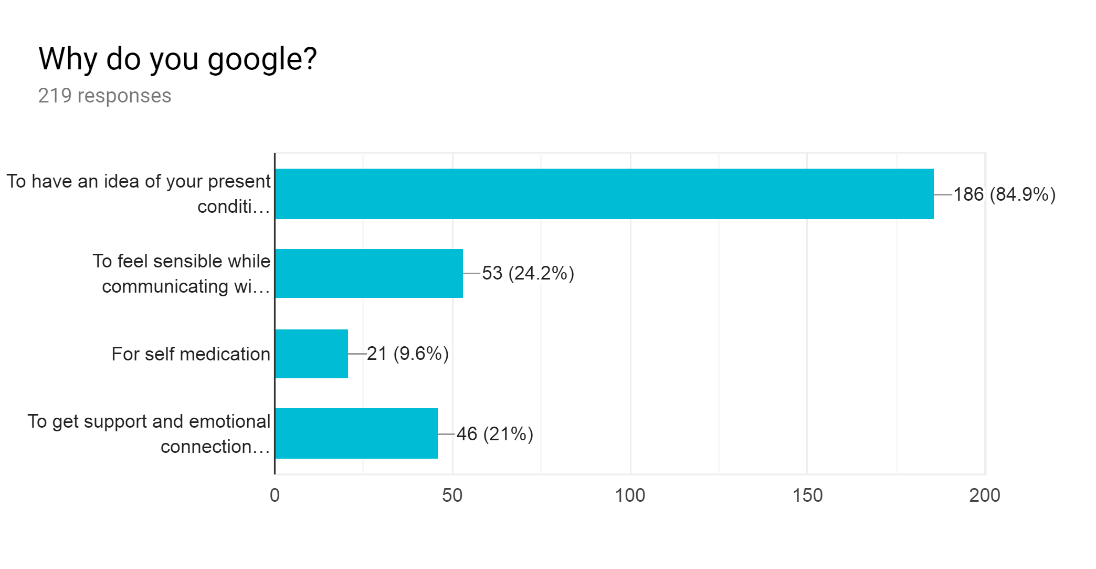 Why do you google?
219 responses
To have an idea of your present
conditi…
186 (84.9%)
To feel sensible while
communicating wi…
53 (24.2%)
For self medication
21 (9.6%)
To get support and emotional
connection…
46 (21%)
0
50
100
150
200